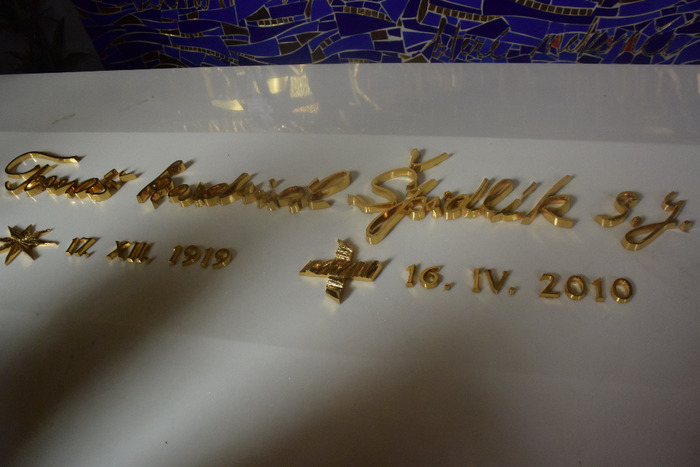 Tomáš kardinál Špidlík s.j.
17. XII. 1919 16. IV. 2010